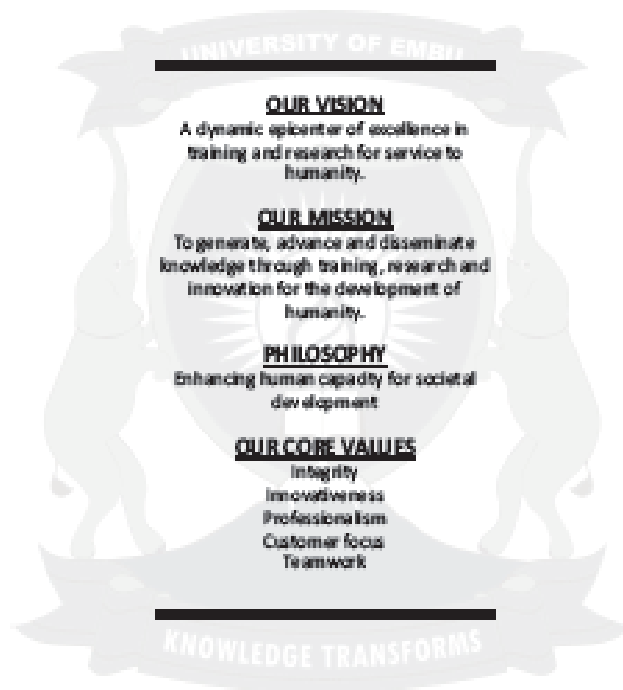 UNIVERSITY OF EMBU
OUR VISION
A dynamic epicenter of excellence in
training and research for service to
humanity.
OUR MISSION
To generate, advance and disseminate
knowledge through training, research and
innovation for the development of
humanity.
PHILOSOPHY
Enhancing human capacity for societal
development
OUR CORE VALUES
Integrity
Innovativeness
Professionalism
Customer focus
Teamwork
KNOWLEDGE TRANSFORMS